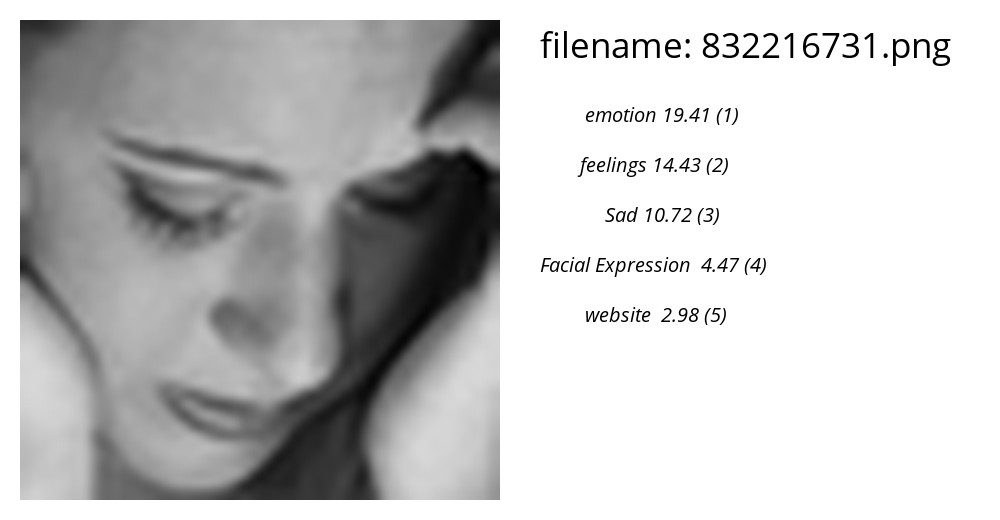 filename: 832216731.png
emotion 19.41 (1)
feelings 14.43 (2)
Sad 10.72 (3)
Facial Expression 4.47 (4)
website 2.98 (5)